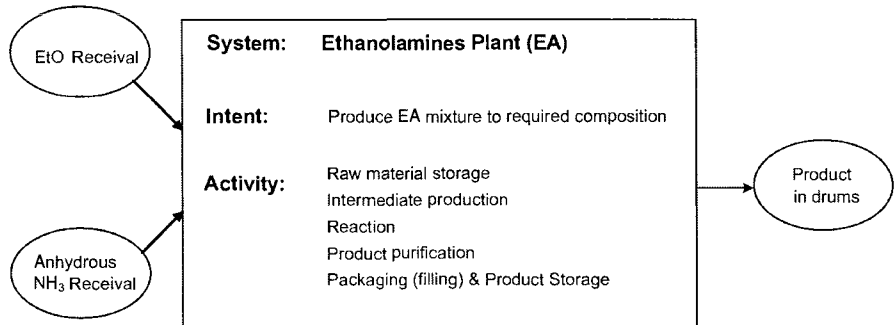 EtO Receival
System: Ethanolamines Plant (EA)
Intent: Produce EA mixture to required composition
Activity: Raw material storage
Intermediate production
Reaction
Product purification
Packaging (filling) & Product Storage
Anhydrous
NH₃ Receival
Product
in drums